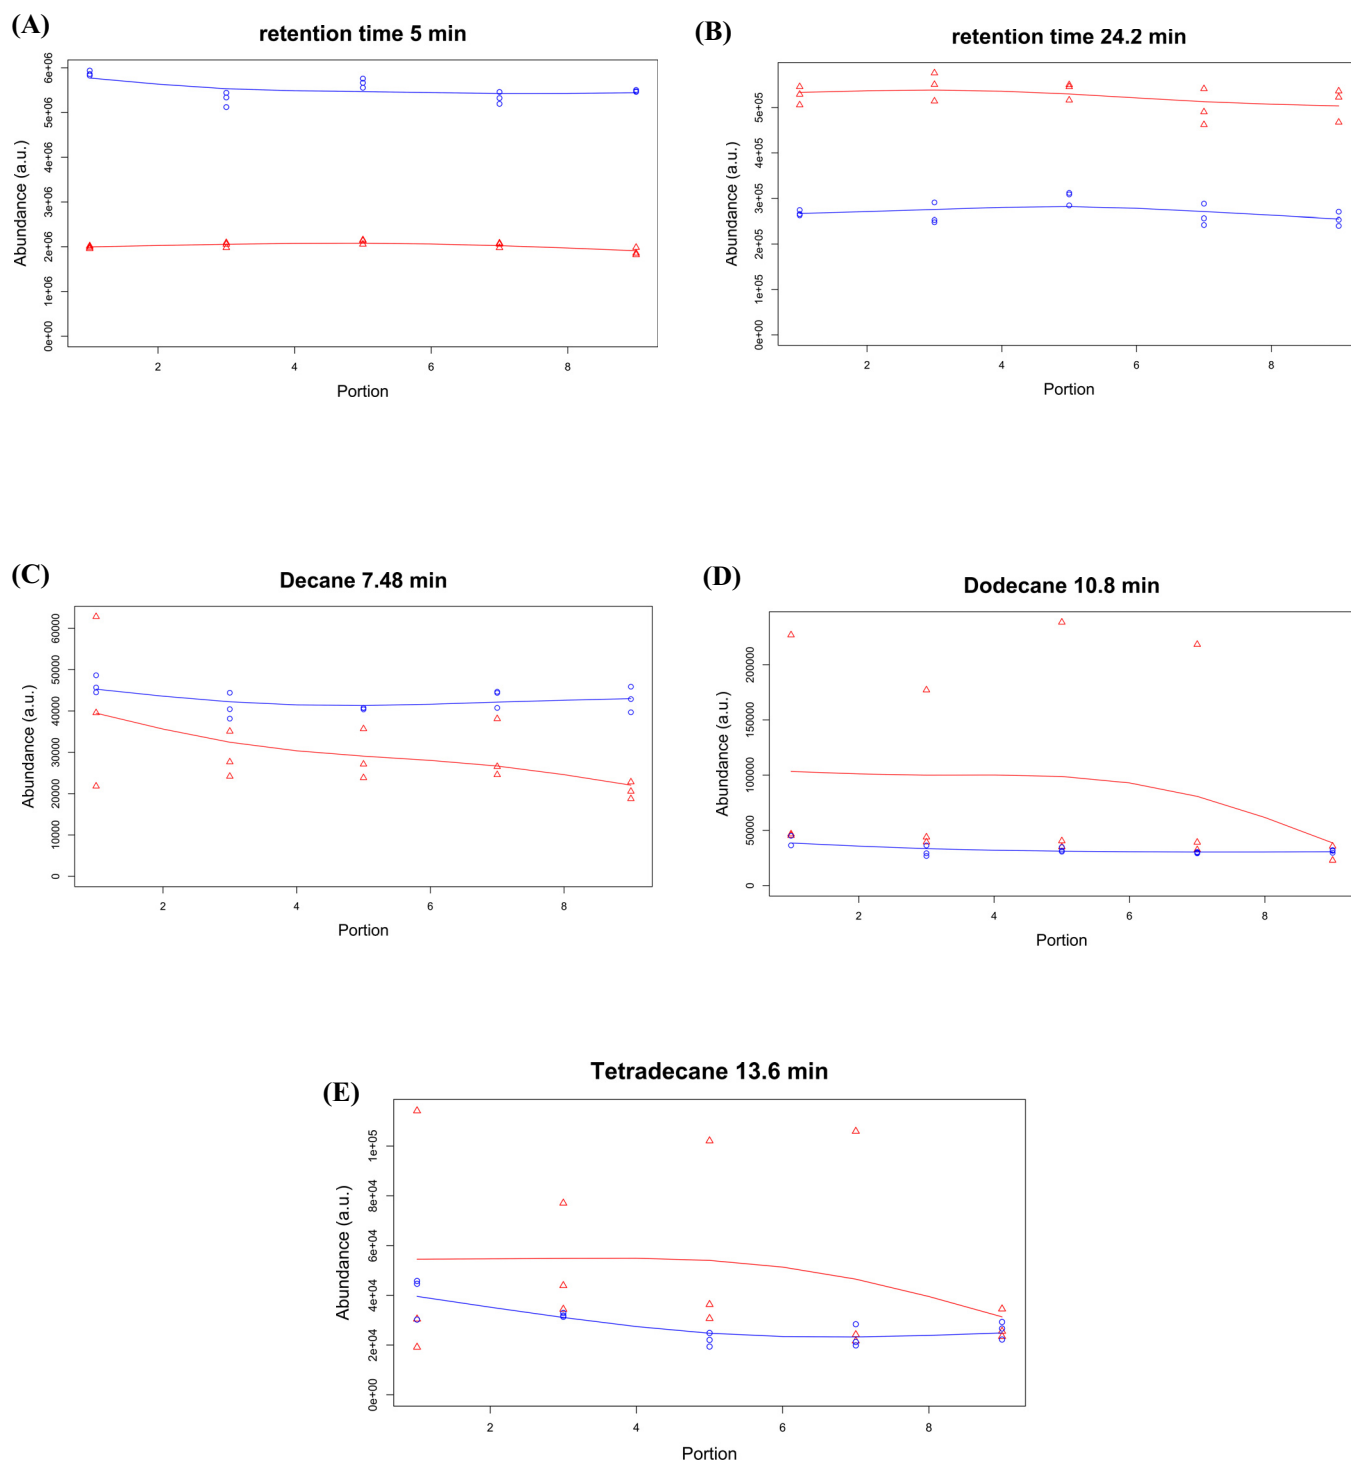 (A)
retention time 5 min
Abundance (a.u.)
0e+00 1e+06 2e+06 3e+06 4e+06 5e+06 6e+06
2 4 6 8
Portion
(B)
retention time 24.2 min
Abundance (a.u.)
0e+00 1e+05 2e+05 3e+05 4e+05 5e+05
2 4 6 8
Portion
(C)
Decane 7.48 min
Abundance (a.u.)
0 10000 20000 30000 40000 50000 60000
2 4 6 8
Portion
(D)
Dodecane 10.8 min
Abundance (a.u.)
0 50000 100000 150000 200000
2 4 6 8
Portion
(E)
Tetradecane 13.6 min
Abundance (a.u.)
0e+00 2e+04 4e+04 6e+04 8e+04 1e+05
2 4 6 8
Portion